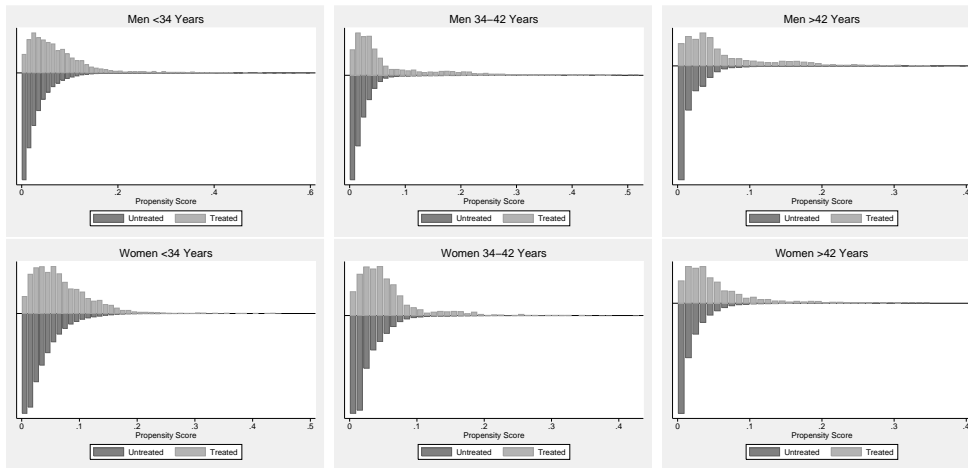 Men <34 Years
0 .2 .4 .6
Propensity Score
Untreated Treated
Men 34–42 Years
0 .1 .2 .3 .4 .5
Propensity Score
Untreated Treated
Men >42 Years
0 .1 .2 .3 .4
Propensity Score
Untreated Treated
Women <34 Years
0 .1 .2 .3 .4 .5
Propensity Score
Untreated Treated
Women 34–42 Years
0 .1 .2 .3 .4
Propensity Score
Untreated Treated
Women >42 Years
0 .1 .2 .3 .4
Propensity Score
Untreated Treated